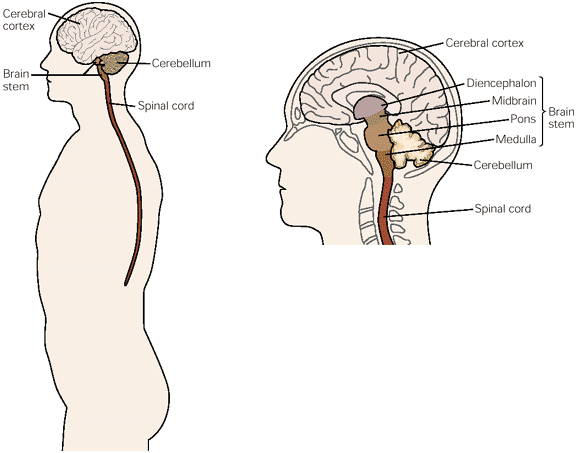 Cerebral
cortex
Cerebellum
Brain
stem
Spinal cord
Cerebral cortex
Diencephalon
Midbrain
Pons
Medulla
Brain
stem
Cerebellum
Spinal cord